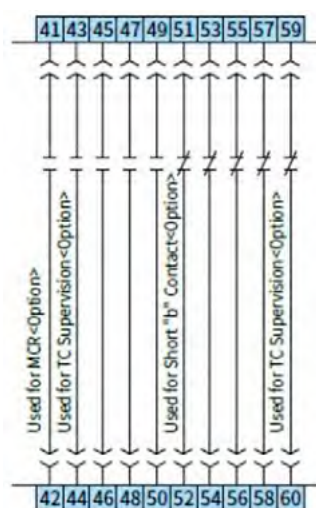 41 43 45 47 49 51 53 55 57 59
Used for MCR<Option>
Used for TC Supervision<Option>
Used for Short "b" Contact<Option>
Used for TC Supervision<Option>
42 44 46 48 50 52 54 56 58 60